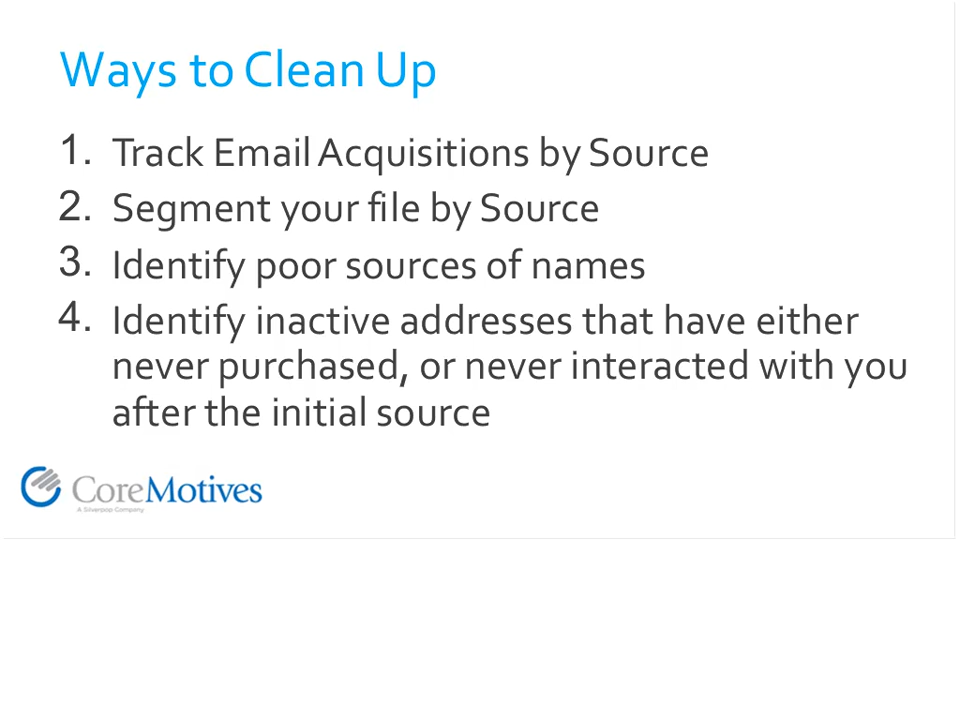 Ways to Clean Up
1. Track Email Acquisitions by Source
2. Segment your file by Source
3. Identify poor sources of names
4. Identify inactive addresses that have either
never purchased, or never interacted with you
after the initial source
CoreMotives
A Silverpop Company